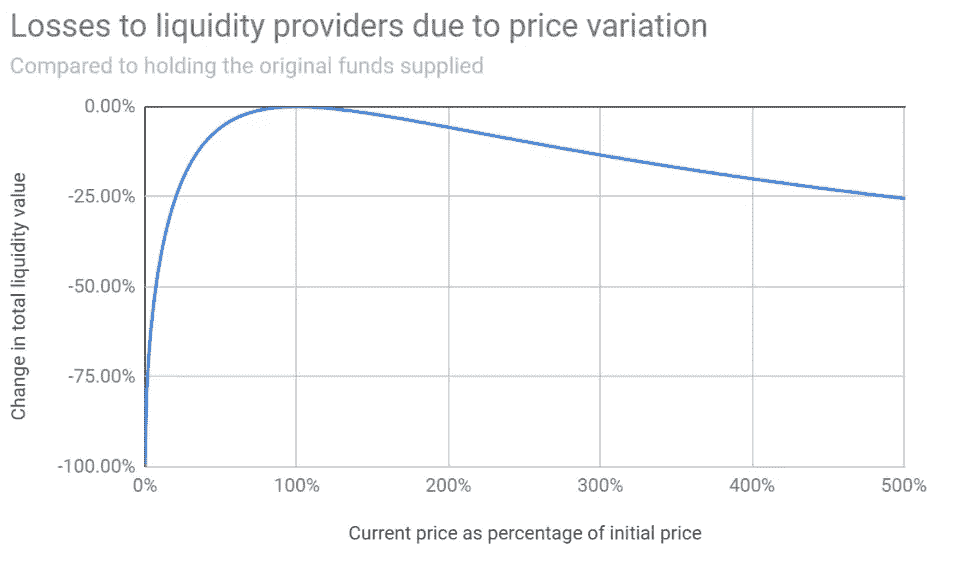 Losses to liquidity providers due to price variation
Compared to holding the original funds supplied
Change in total liquidity value
0.00%
-25.00%
-50.00%
-75.00%
-100.00%
0%
100%
200%
300%
400%
500%
Current price as percentage of initial price